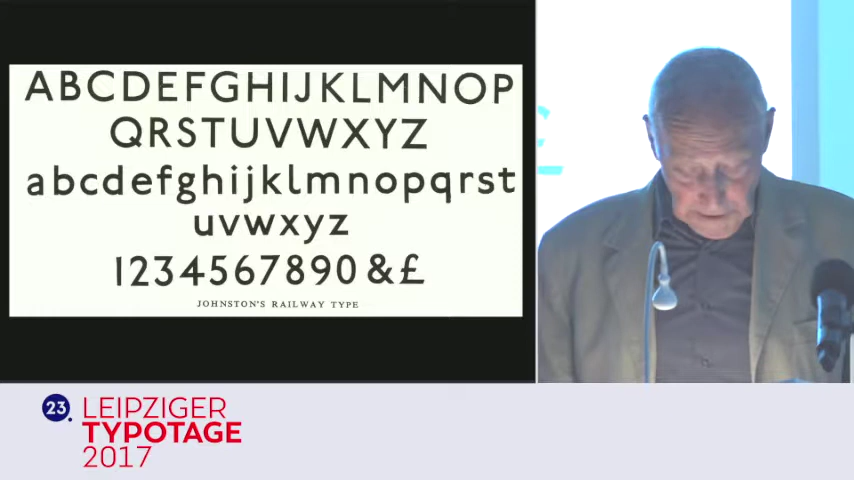 ABCDEFGHIJKLMNOP
QRSTUVWXYZ
abcdefghijklmnopqrst
uvwxyz
1234567890&£
JOHNSTON'S RAILWAY TYPE
23.
LEIPZIGER
TYPOTAGE
2017